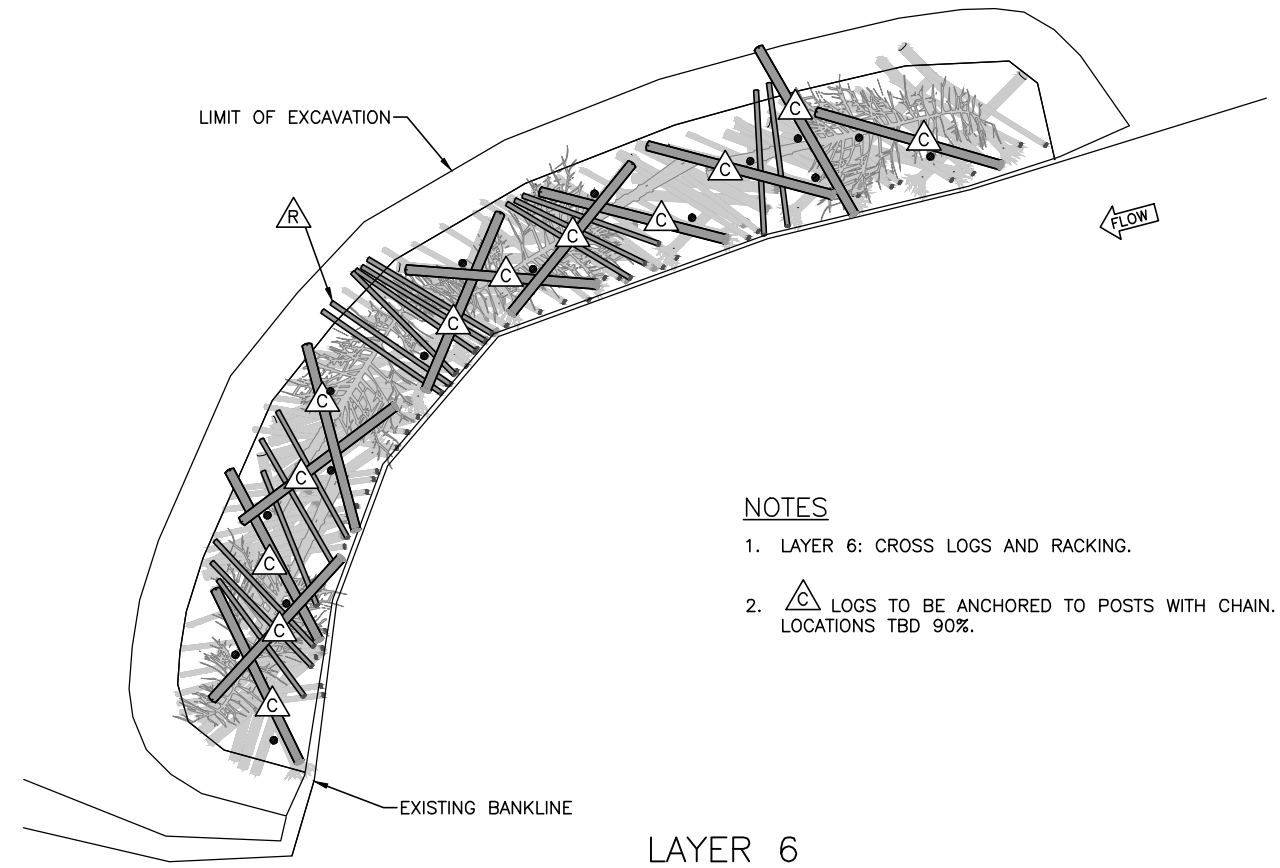 LIMIT OF EXCAVATION
C
C
C
R
C
FLOW
C
C
C
C
C
C
C
C
EXISTING BANKLINE
NOTES
1. LAYER 6: CROSS LOGS AND RACKING.
2. C LOGS TO BE ANCHORED TO POSTS WITH CHAIN.
LOCATIONS TBD 90%.
LAYER 6